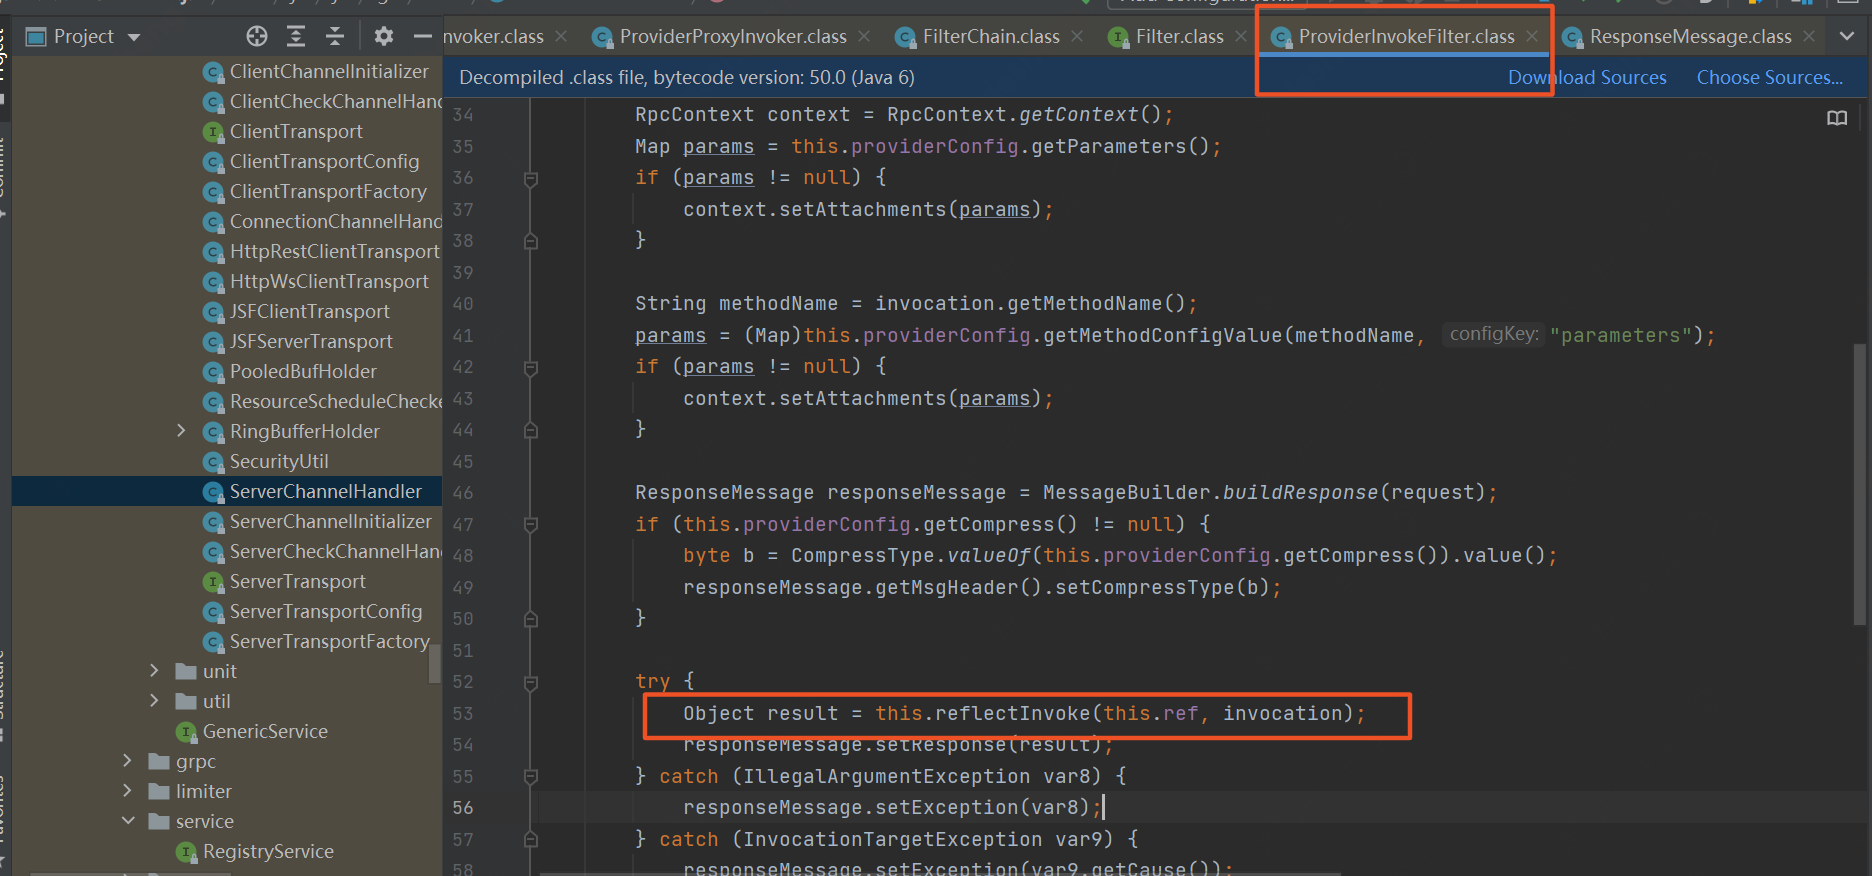 Project
nvoker.class
ProviderProxyInvoker.class
FilterChain.class
Filter.class
ProviderInvokeFilter.class
ResponseMessage.class
Decompiled .class file, bytecode version: 50.0 (Java 6)
Download Sources
Choose Sources...
ClientChannelInitializer
ClientCheckChannelHand
ClientTransport
ClientTransportConfig
ClientTransportFactory
ConnectionChannelHand
HttpRestClientTransport
HttpWsClientTransport
JSFClientTransport
JSFServerTransport
PooledBufHolder
ResourceScheduleChecke
RingBufferHolder
SecurityUtil
ServerChannelHandler
ServerChannelInitializer
ServerCheckChannelHan
ServerTransport
ServerTransportConfig
ServerTransportFactory
unit
util
GenericService
grpc
limiter
service
RegistryService
34 RpcContext context = RpcContext.getContext();
35 Map params = this.providerConfig.getParameters();
36 if (params != null) {
37 context.setAttachments(params);
38 }
39
40 String methodName = invocation.getMethodName();
41 params = (Map)this.providerConfig.getMethodConfigValue(methodName, configKey: "parameters");
42 if (params != null) {
43 context.setAttachments(params);
44 }
45
46 ResponseMessage responseMessage = MessageBuilder.buildResponse(request);
47 if (this.providerConfig.getCompress() != null) {
48 byte b = CompressType.valueOf(this.providerConfig.getCompress()).value();
49 responseMessage.getMsgHeader().setCompressType(b);
50 }
51
52 try {
53 Object result = this.reflectInvoke(this.ref, invocation);
54 responseMessage.setResponse(result);
55 } catch (IllegalArgumentException var8) {
56 responseMessage.setException(var8);
57 } catch (InvocationTargetException var9) {
58 responseMessage.setException(var9.getCause());